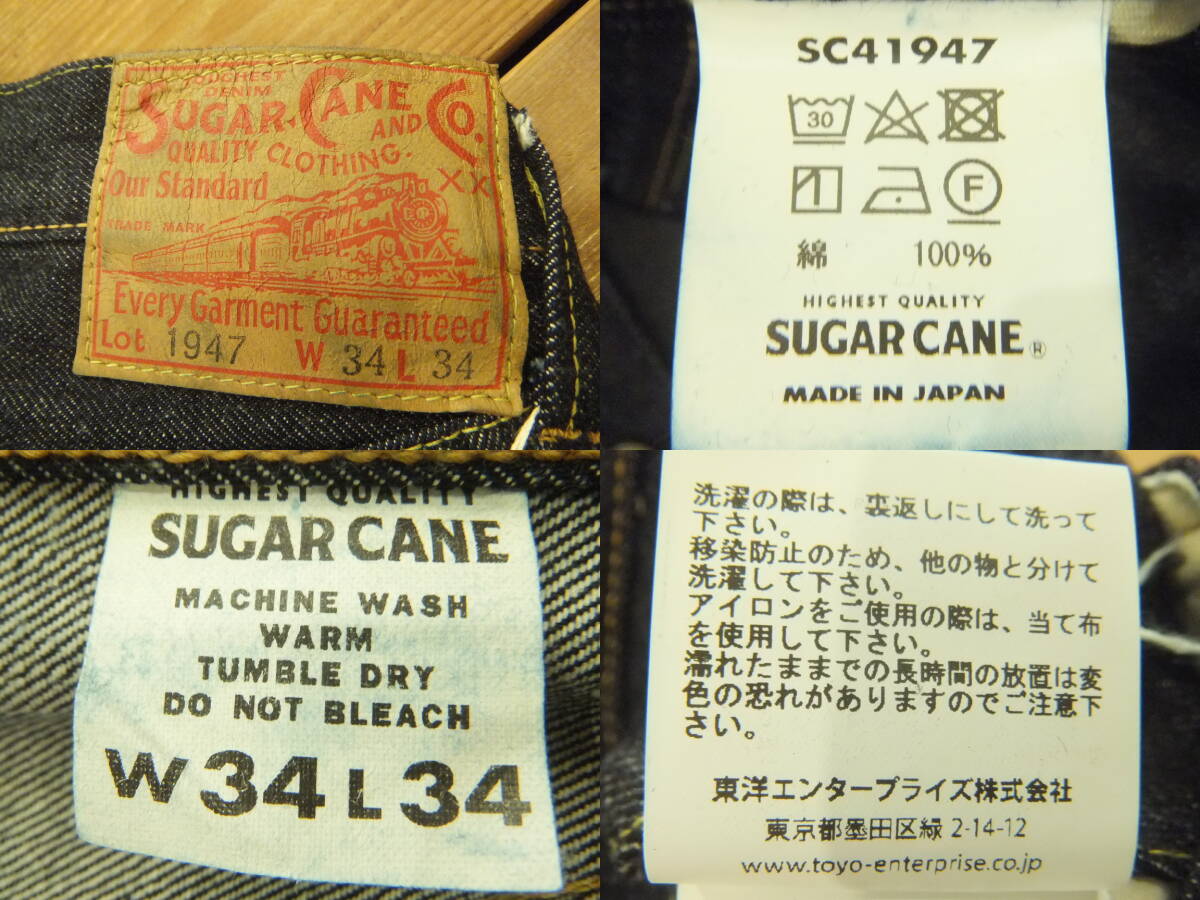 TOUGHEST
DENIM
SUGAR CANE
AND CO.
QUALITY CLOTHING.
Our Standard XX
TRADE MARK
Every Garment Guaranteed
Lot 1947 W 34 L 34
SC41947
30
F
綿 100%
HIGHEST QUALITY
SUGAR CANE®
MADE IN JAPAN
HIGHEST QUALITY
SUGAR CANE
MACHINE WASH
WARM
TUMBLE DRY
DO NOT BLEACH
W34L34
洗濯の際は、裏返しにして洗って
下さい。
移染防止のため、他の物と分けて
洗濯して下さい。
アイロンをご使用の際は、当て布
を使用して下さい。
濡れたままでの長時間の放置は変
色の恐れがありますのでご注意下
さい。
東洋エンタープライズ株式会社
東京都墨田区緑 2-14-12
www.toyo-enterprise.co.jp